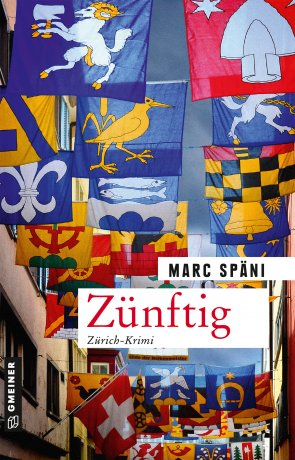 MARC SPÄNI
Zünftig
Zürich-Krimi
GMEINER